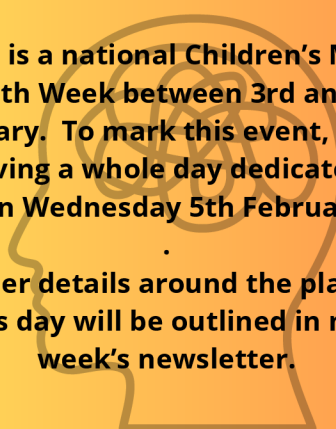 is a national Children's M
th Week between 3rd an
ary. To mark this event,
ving a whole day dedicate
n Wednesday 5th Februa
.
er details around the pla
s day will be outlined in n
week's newsletter.